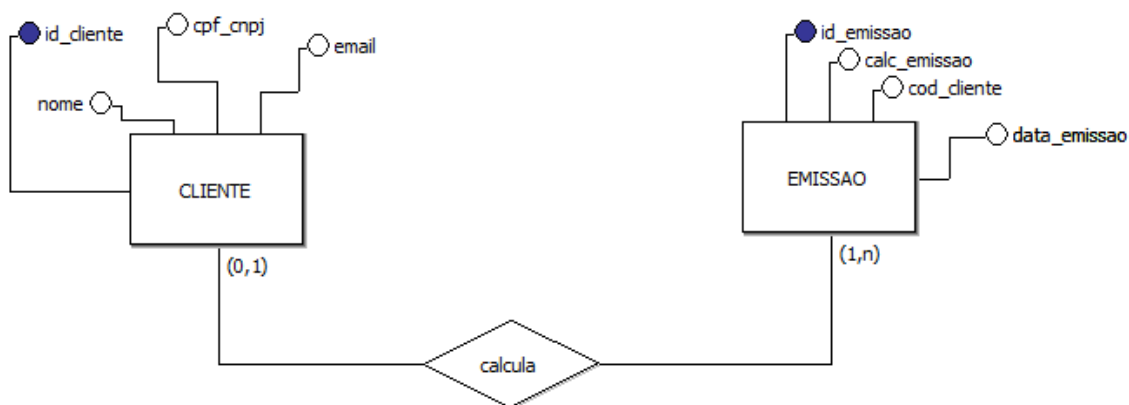 id_cliente
cpf_cnpj
email
nome
CLIENTE
(0,1)
id_emissao
calc_emissao
cod_cliente
data_emissao
EMISSAO
(1,n)
calcula